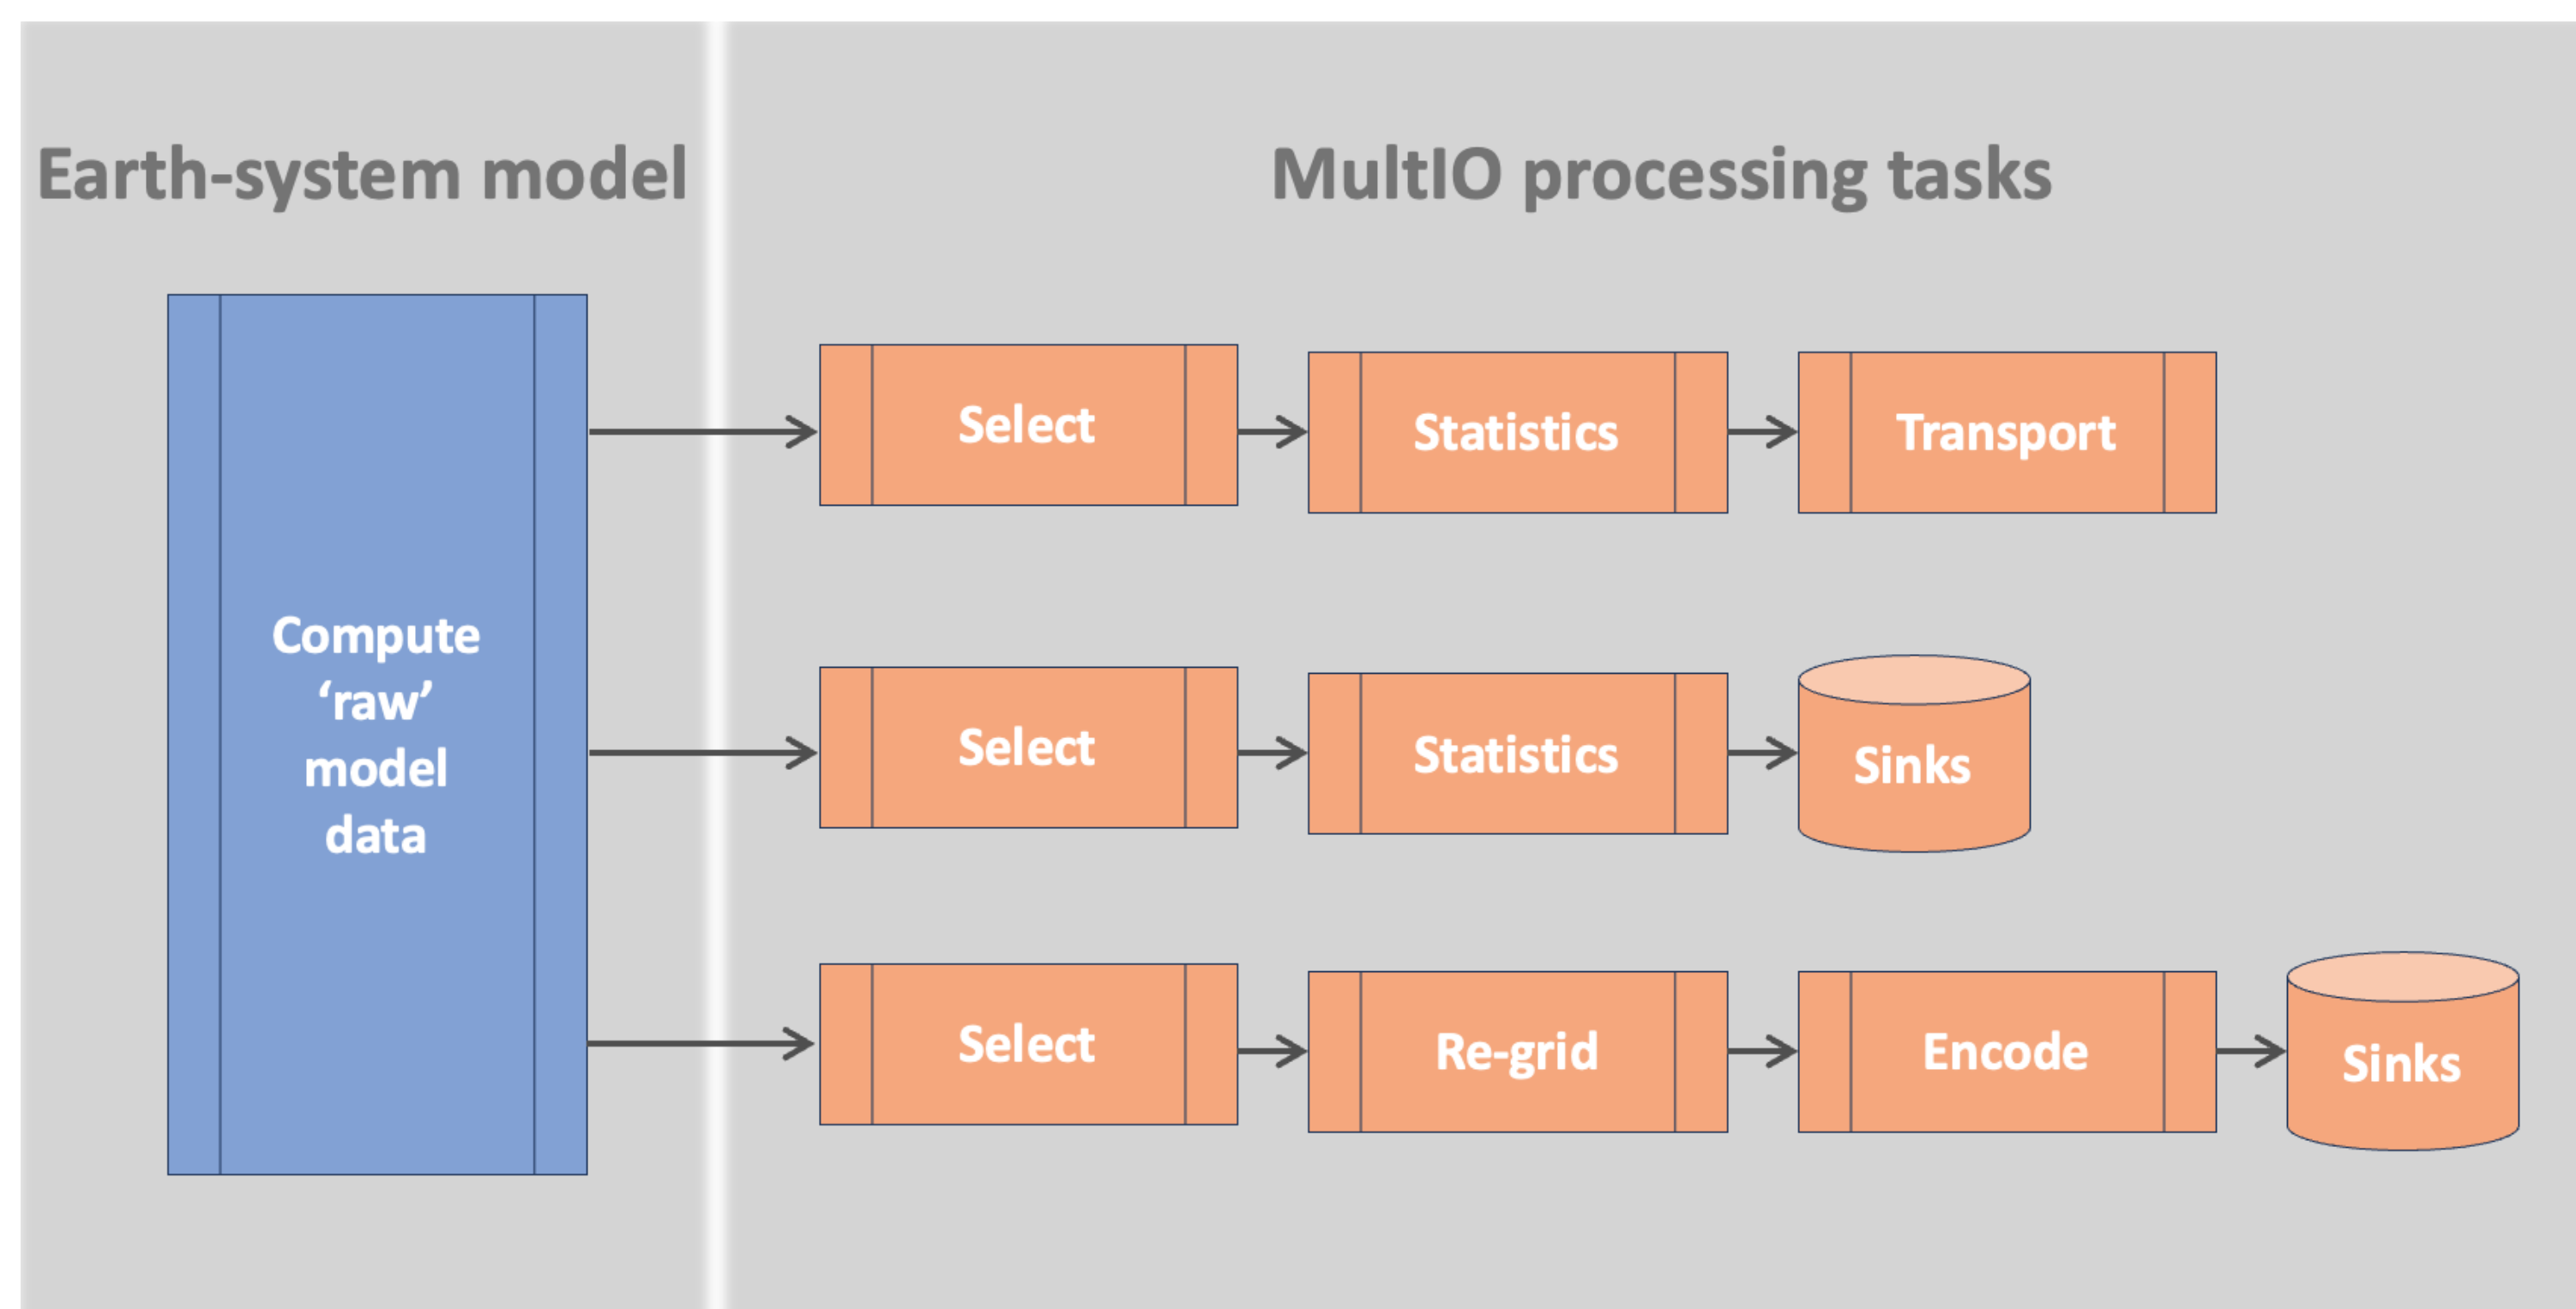 Earth-system model
MultIO processing tasks
Compute
‘raw’
model
data
Select
Statistics
Transport
Select
Statistics
Sinks
Select
Re-grid
Encode
Sinks